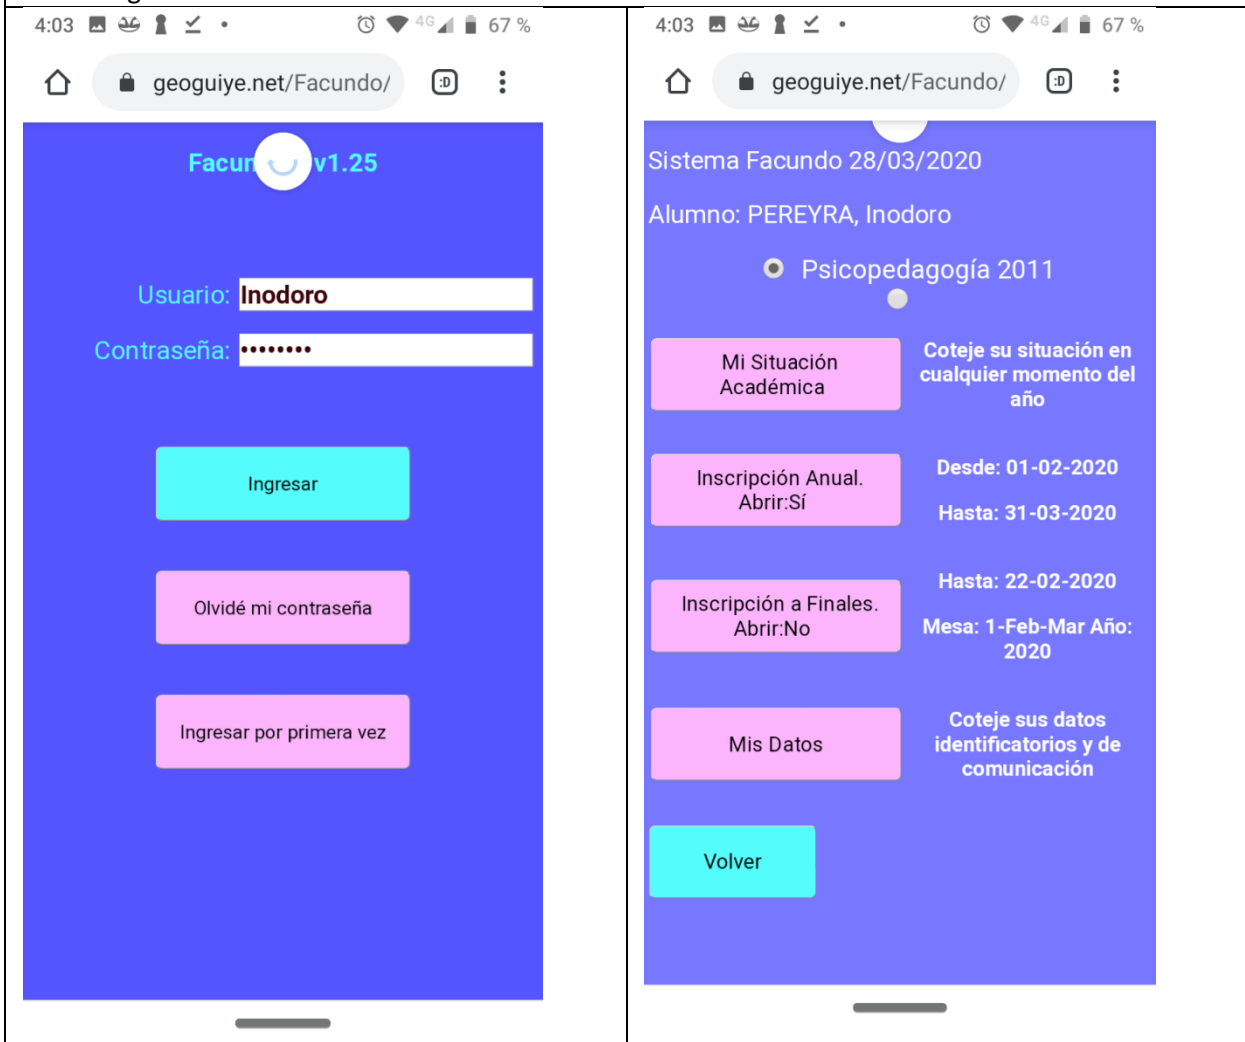 4:03
4G
67 %
geoguiye.net/Facundo/
:D
Facun v1.25
Usuario: Inodoro
Contraseña: ••••••••
Ingresar
Olvidé mi contraseña
Ingresar por primera vez
4:03
4G
67 %
geoguiye.net/Facundo/
:D
Sistema Facundo 28/03/2020
Alumno: PEREYRA, Inodoro
Psicopedagogía 2011
Mi Situación
Académica
Coteje su situación en
cualquier momento del
año
Inscripción Anual.
Abrir:Sí
Desde: 01-02-2020
Hasta: 31-03-2020
Inscripción a Finales.
Abrir:No
Hasta: 22-02-2020
Mesa: 1-Feb-Mar Año:
2020
Mis Datos
Coteje sus datos
identificatorios y de
comunicación
Volver